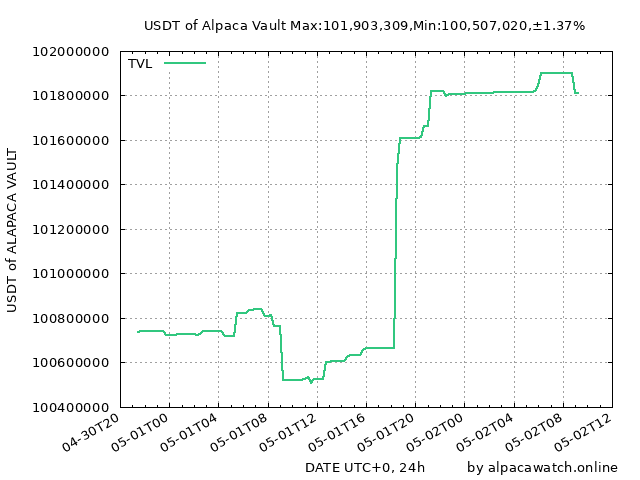 USDT of Alpaca Vault Max:101,903,309,Min:100,507,020,±1.37%
TVL
102000000
101800000
101600000
101400000
101200000
101000000
100800000
100600000
100400000
USDT of ALAPACA VAULT
04-30T20
05-01T00
05-01T04
05-01T08
05-01T12
05-01T16
05-01T20
05-02T00
05-02T04
05-02T08
05-02T12
DATE UTC+0, 24h
by alpacawatch.online